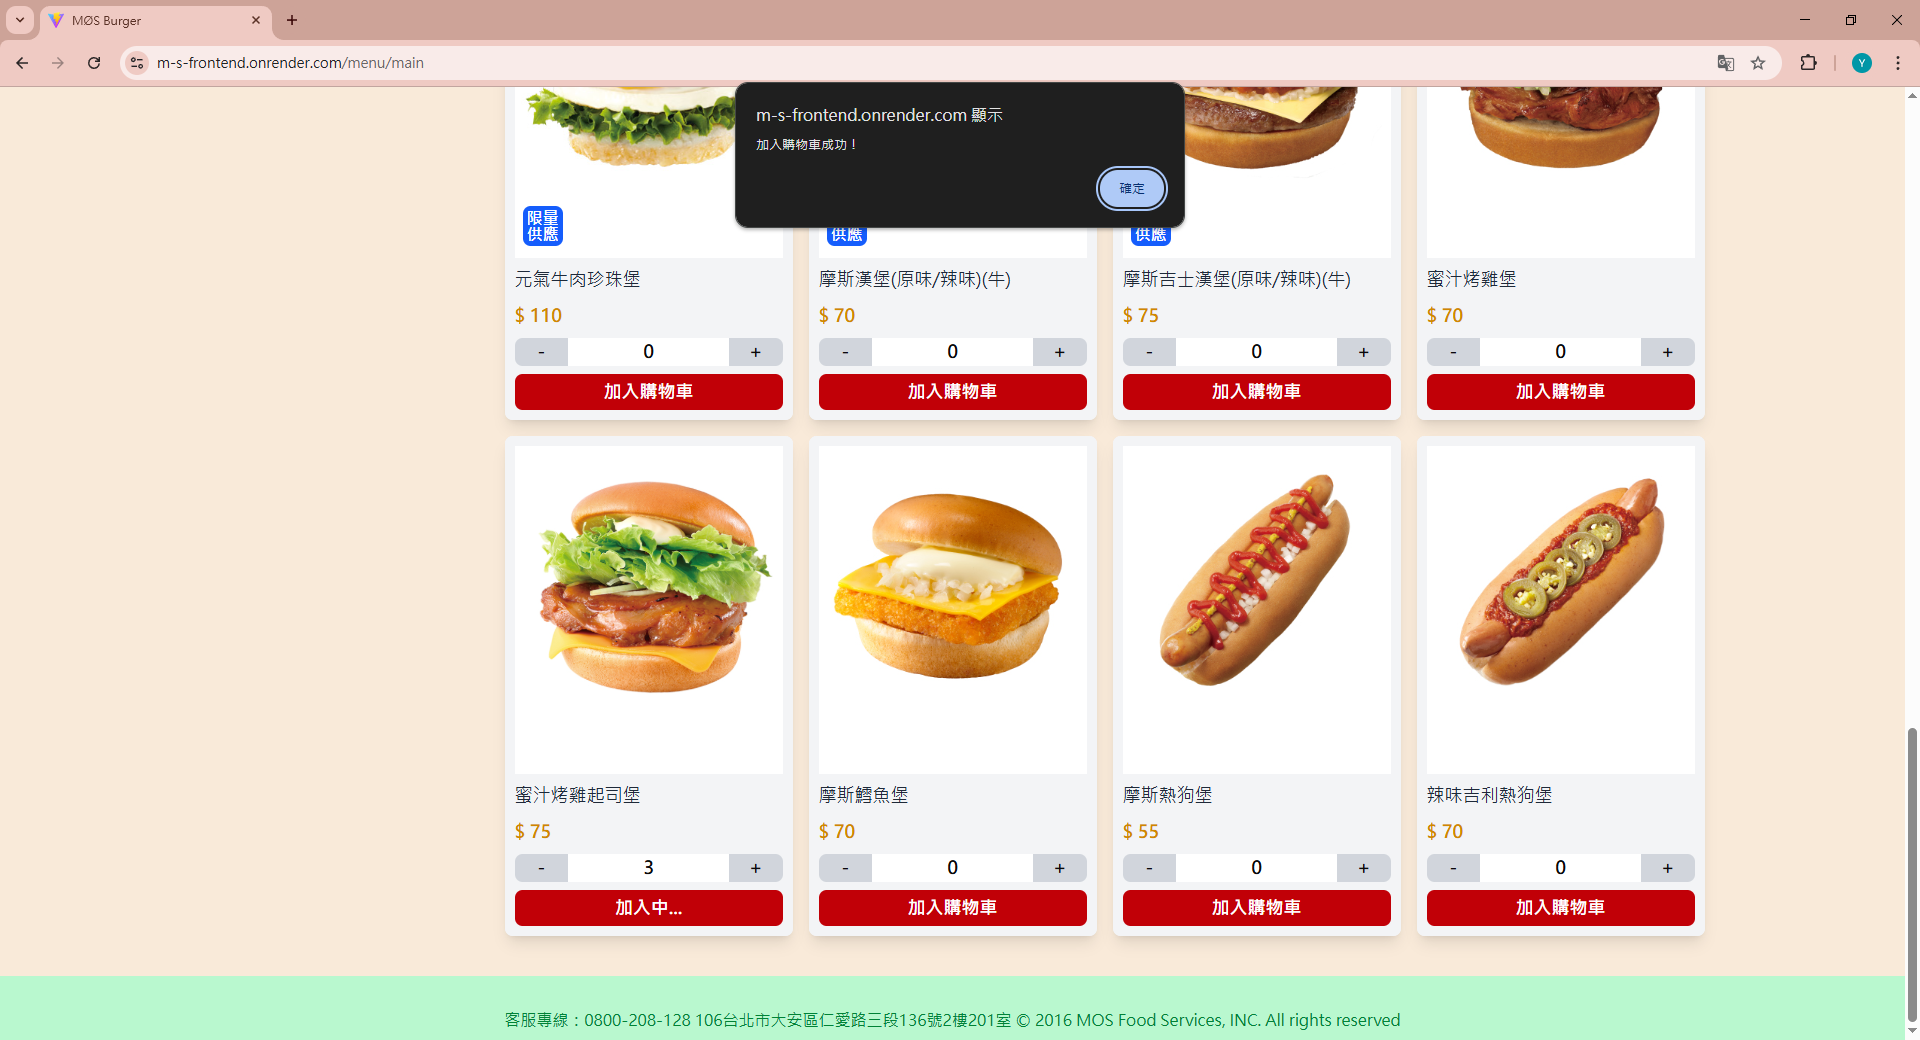 MØS Burger
m-s-frontend.onrender.com/menu/main
Y
m-s-frontend.onrender.com 顯示
加入購物車成功！
確定
限量
供應
供應
供應
元氣牛肉珍珠堡
$ 110
- 0 +
加入購物車
摩斯漢堡(原味/辣味)(牛)
$ 70
- 0 +
加入購物車
摩斯吉士漢堡(原味/辣味)(牛)
$ 75
- 0 +
加入購物車
蜜汁烤雞堡
$ 70
- 0 +
加入購物車
蜜汁烤雞起司堡
$ 75
- 3 +
加入中...
摩斯鱈魚堡
$ 70
- 0 +
加入購物車
摩斯熱狗堡
$ 55
- 0 +
加入購物車
辣味吉利熱狗堡
$ 70
- 0 +
加入購物車
客服專線：0800-208-128 106台北市大安區仁愛路三段136號2樓201室 © 2016 MOS Food Services, INC. All rights reserved